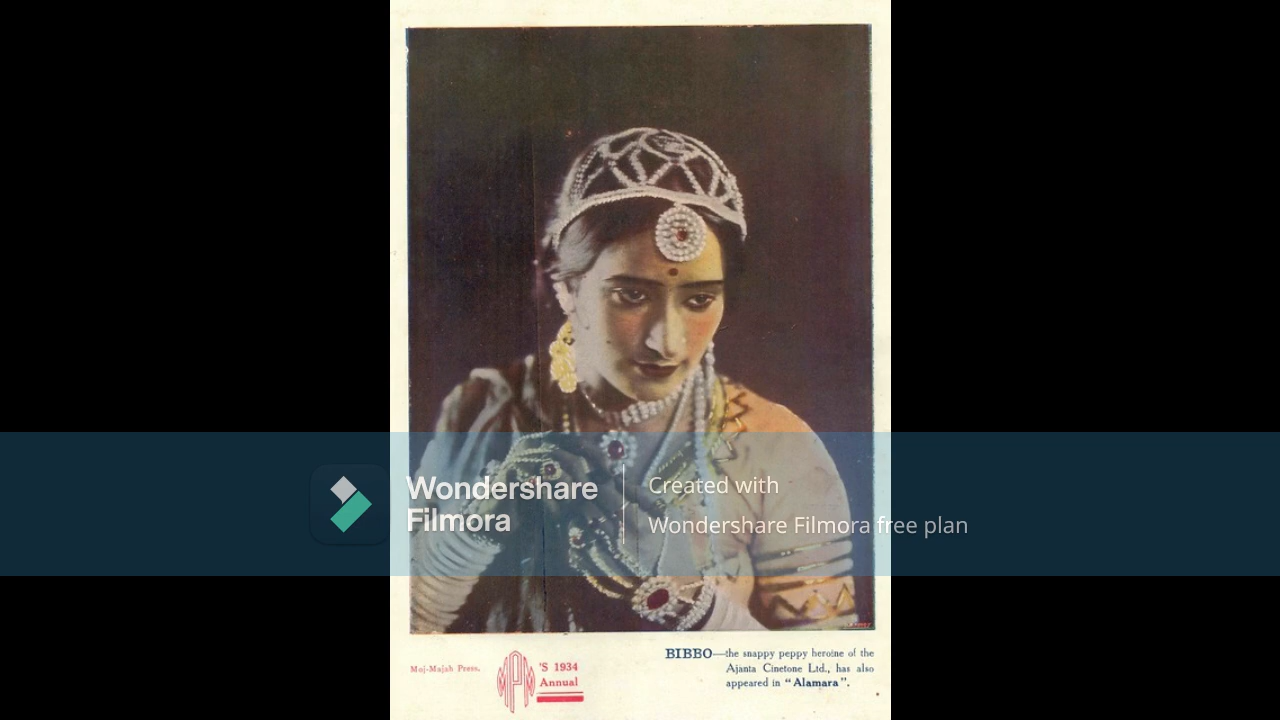 Wondershare
Filmora
Created with
Wondershare Filmora free plan
Moj-Majah Press.
MPM
'S 1934
Annual
BIBBO—the snappy peppy heroine of the
Ajanta Cinetone Ltd., has also
appeared in "Alamara".